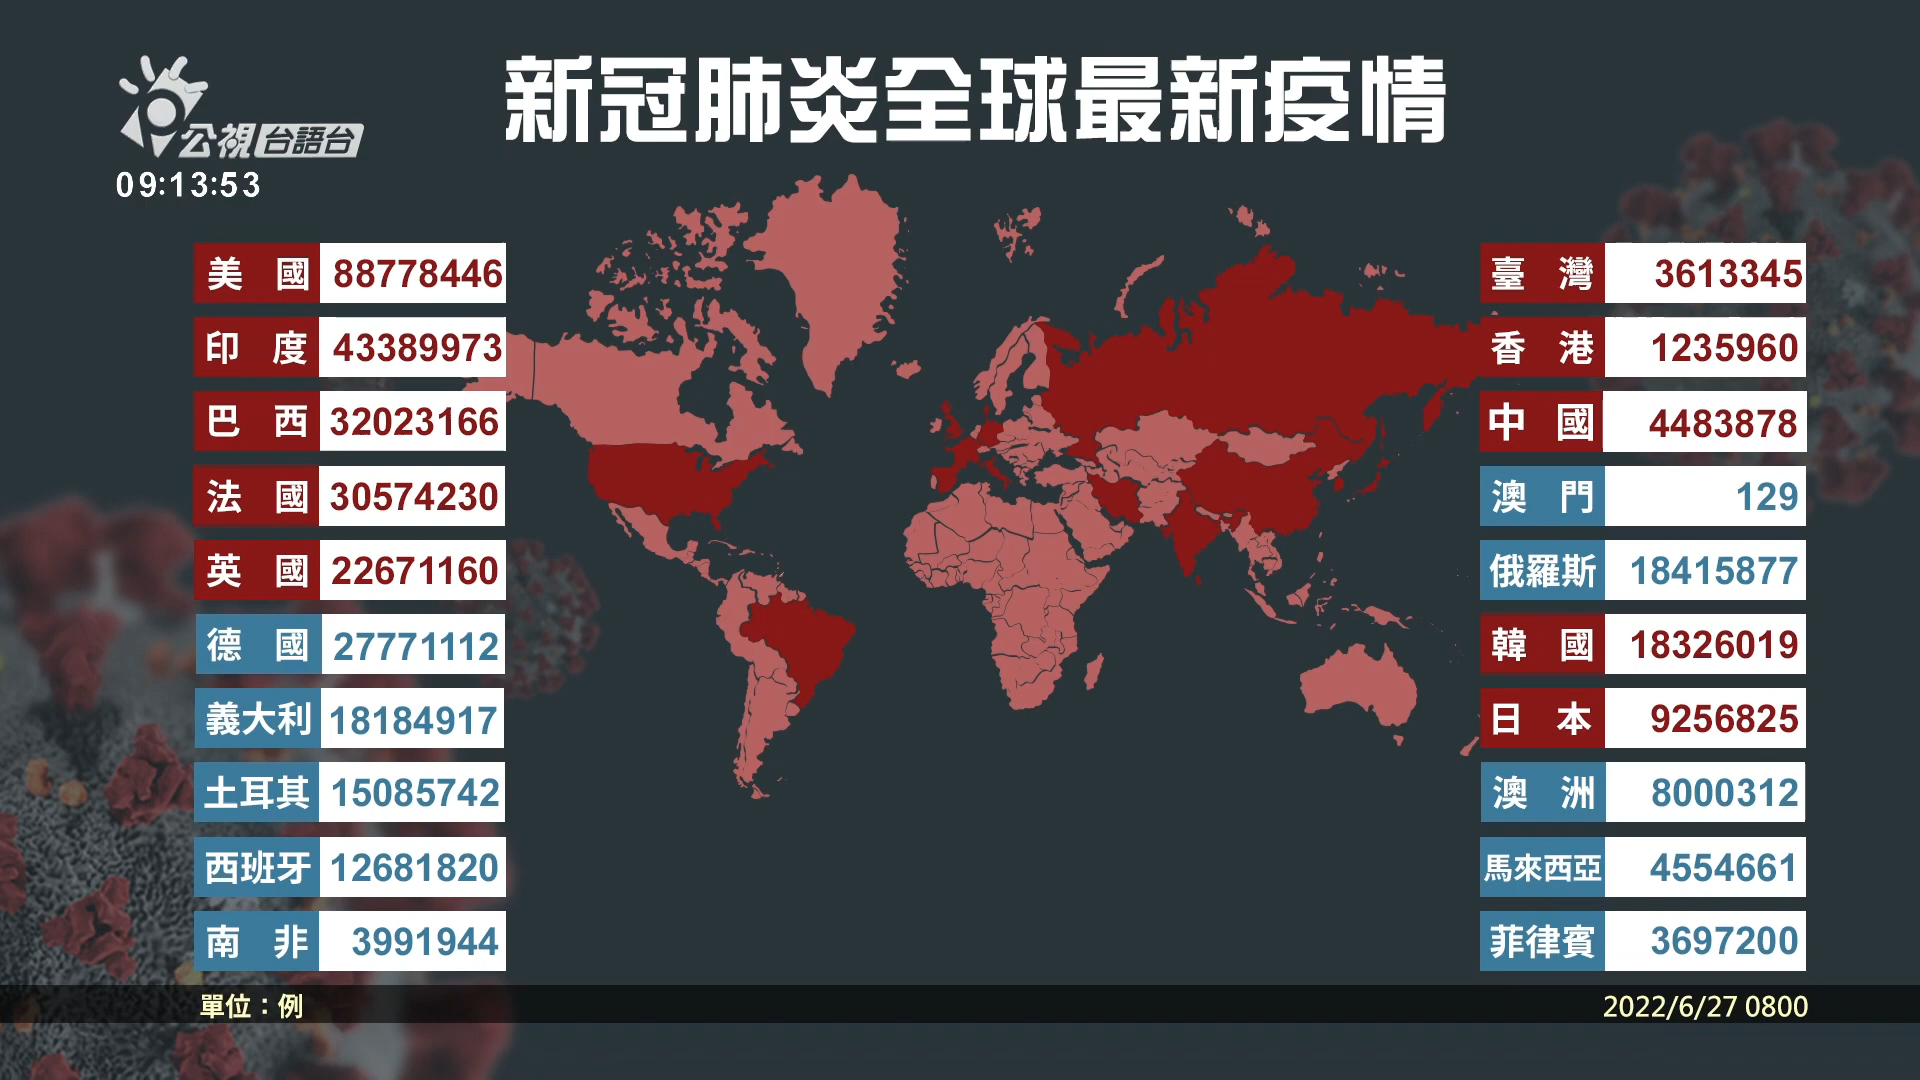 新冠肺炎全球最新疫情
公視台語台
09:13:53
美國 88778446
印度 43389973
巴西 32023166
法國 30574230
英國 22671160
德國 27771112
義大利 18184917
土耳其 15085742
西班牙 12681820
南非 3991944
臺灣 3613345
香港 1235960
中國 4483878
澳門 129
俄羅斯 18415877
韓國 18326019
日本 9256825
澳洲 8000312
馬來西亞 4554661
菲律賓 3697200
單位：例
2022/6/27 0800